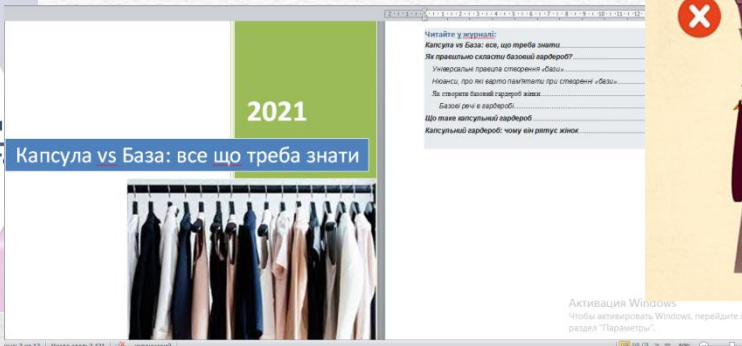 2021
Капсула vs База: все що треба знати
Читайте у журналі:
Капсула vs База: все, що треба знати
Як правильно скласти базовий гардероб?
Універсальні правила створення «бази»
Нюанси, про які варто пам'ятати при створенні «бази»
Як створити базовий гардероб жінки
Базові речі в гардеробі
Що таке капсульний гардероб
Капсульний гардероб: чому він рятує жінок
Активация Windows
Чтобы активировать Windows, перейдите в
раздел "Параметры".